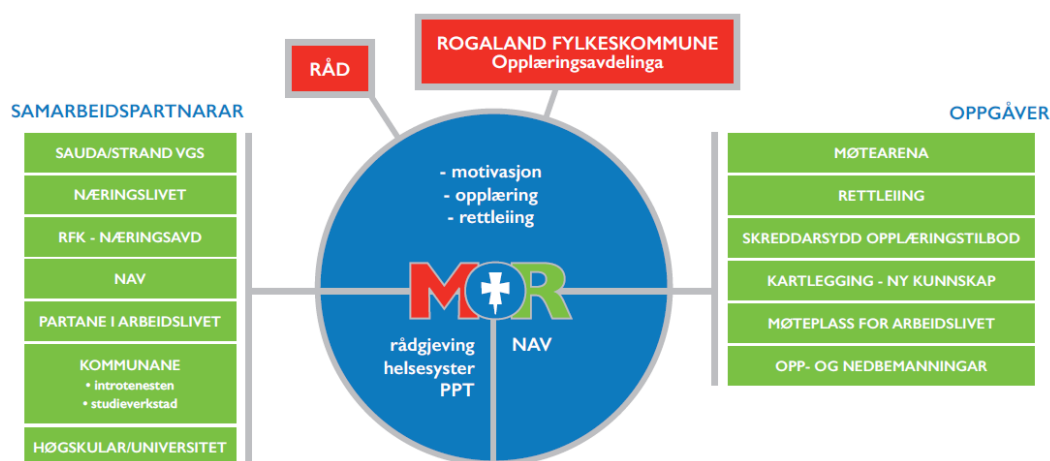 RÅD
ROGALAND FYLKESKOMMUNE
Opplæringsavdelinga
SAMARBEIDSPARTNARAR
SAUDA/STRAND VGS
NÆRINGSLIVET
RFK - NÆRINGSAVD
NAV
PARTANE I ARBEIDSLIVET
KOMMUNANE
• introtenesten
• studieverkstad
HØGSKULAR/UNIVERSITET
- motivasjon
- opplæring
- rettleiing
MOR
rådgjeving
helsesyster
PPT
NAV
OPPGÅVER
MØTEARENA
RETTLEIING
SKREDDARSYDD OPPLÆRINGSTILBOD
KARTLEGGING - NY KUNNSKAP
MØTEPLASS FOR ARBEIDSLIVET
OPP- OG NEDBEMANNINGAR